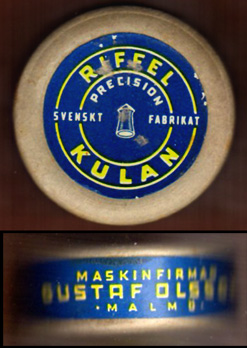 RIFFEL
PRECISION
SVENSKT FABRIKAT
KULAN
MASKINFIRMAN
GUSTAF OLSSON
· MALMÖ ·